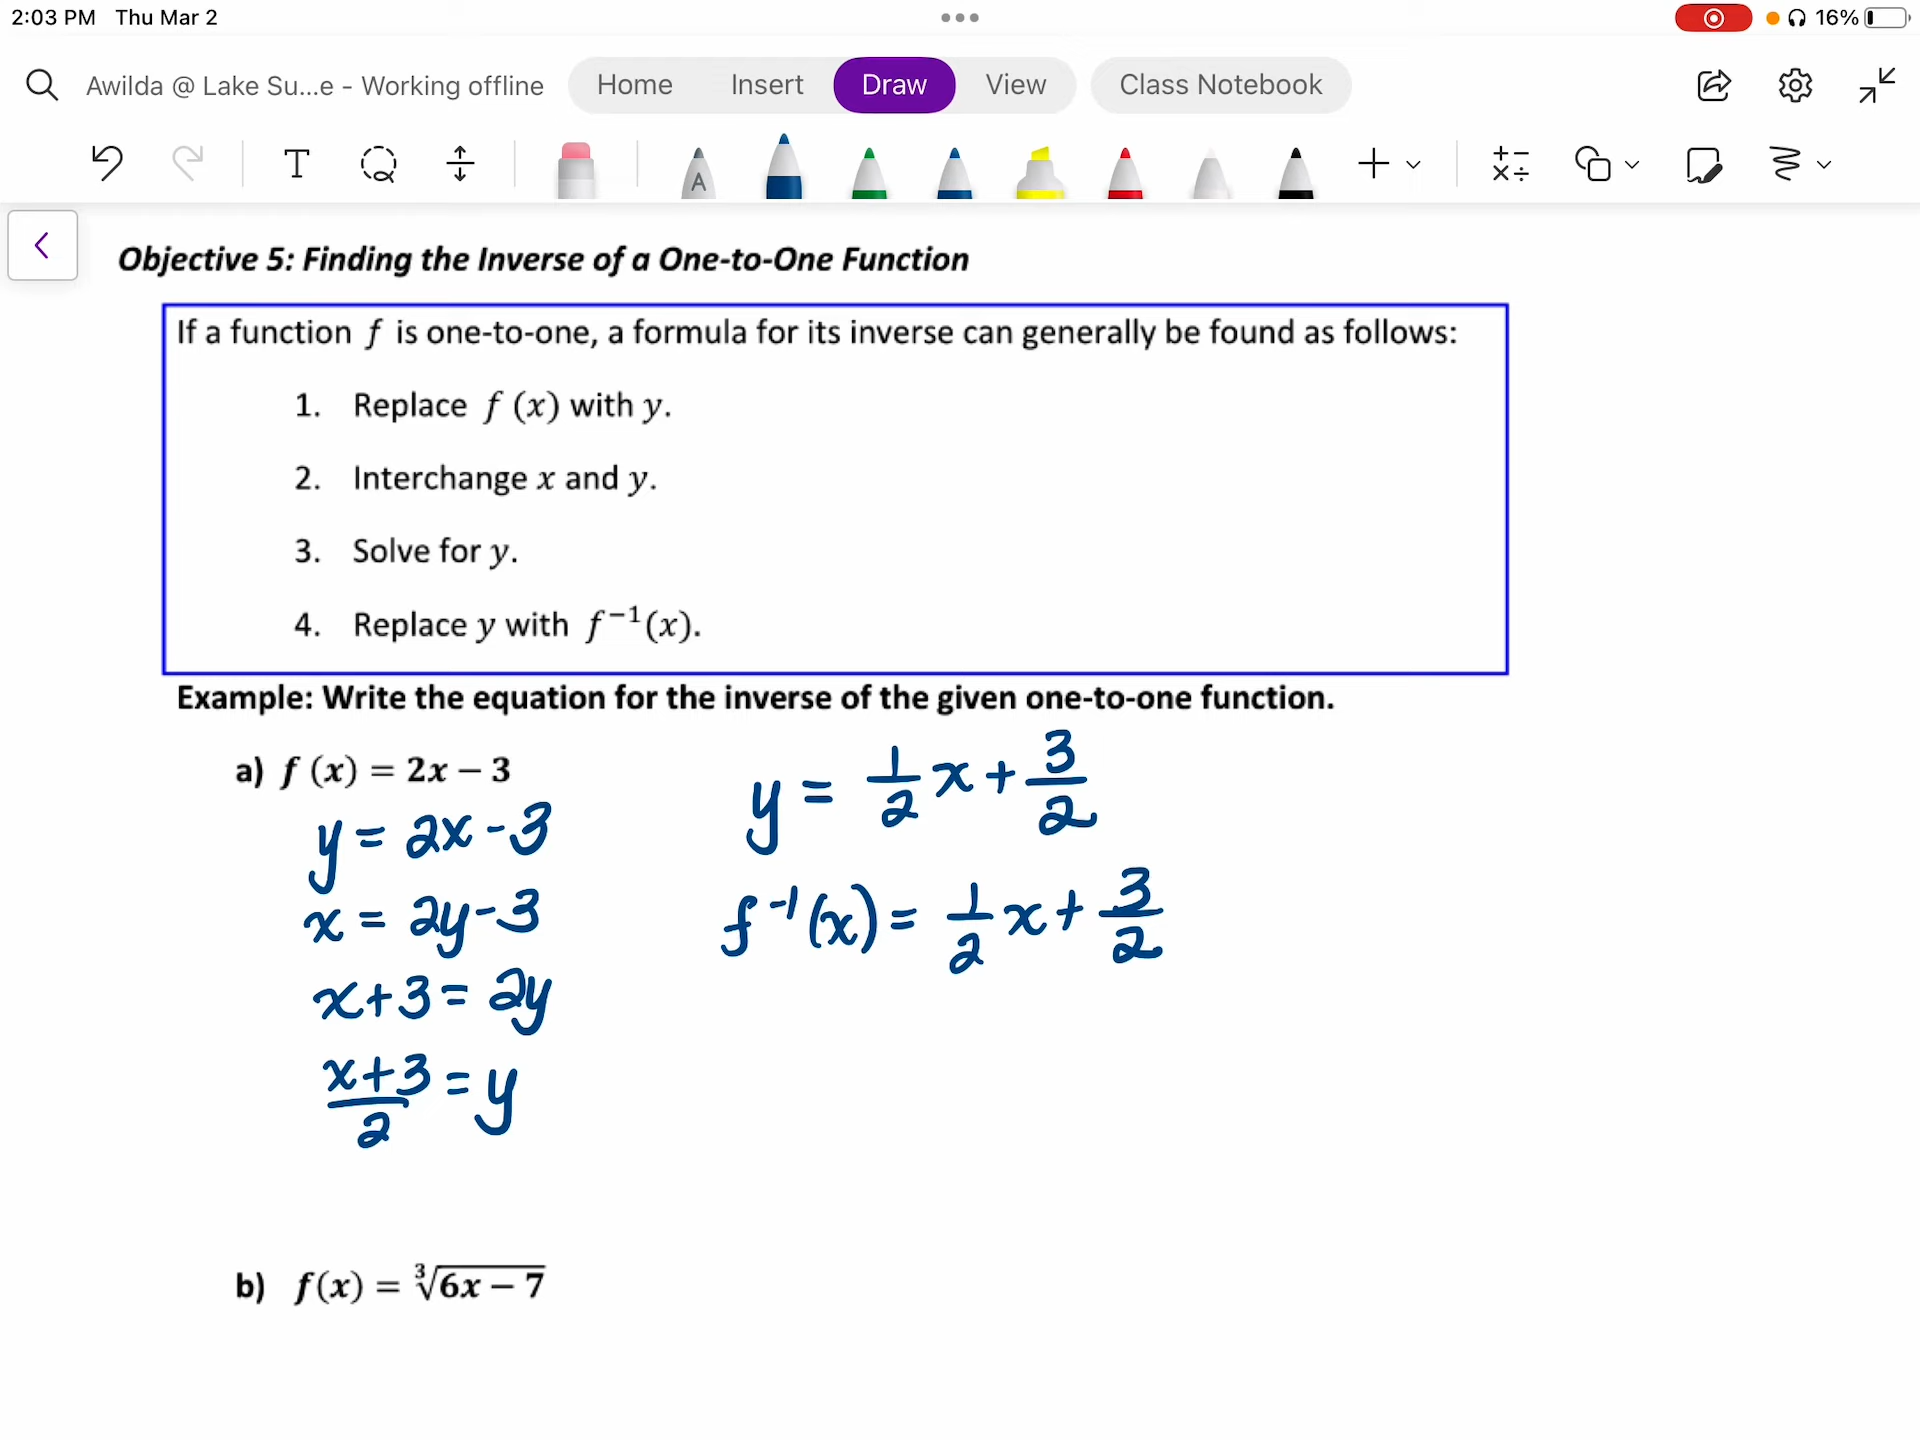 2:03 PM Thu Mar 2
16%
Awilda @ Lake Su...e - Working offline Home Insert Draw View Class Notebook
T A
Objective 5: Finding the Inverse of a One-to-One Function
If a function f is one-to-one, a formula for its inverse can generally be found as follows:
1. Replace f (x) with y.
2. Interchange x and y.
3. Solve for y.
4. Replace y with f⁻¹(x).
Example: Write the equation for the inverse of the given one-to-one function.
a) f (x) = 2x – 3
y = 2x - 3
x = 2y - 3
x + 3 = 2y
x+3/2 = y
y = 1/2 x + 3/2
f⁻¹(x) = 1/2 x + 3/2
b) f(x) = ∛6x – 7